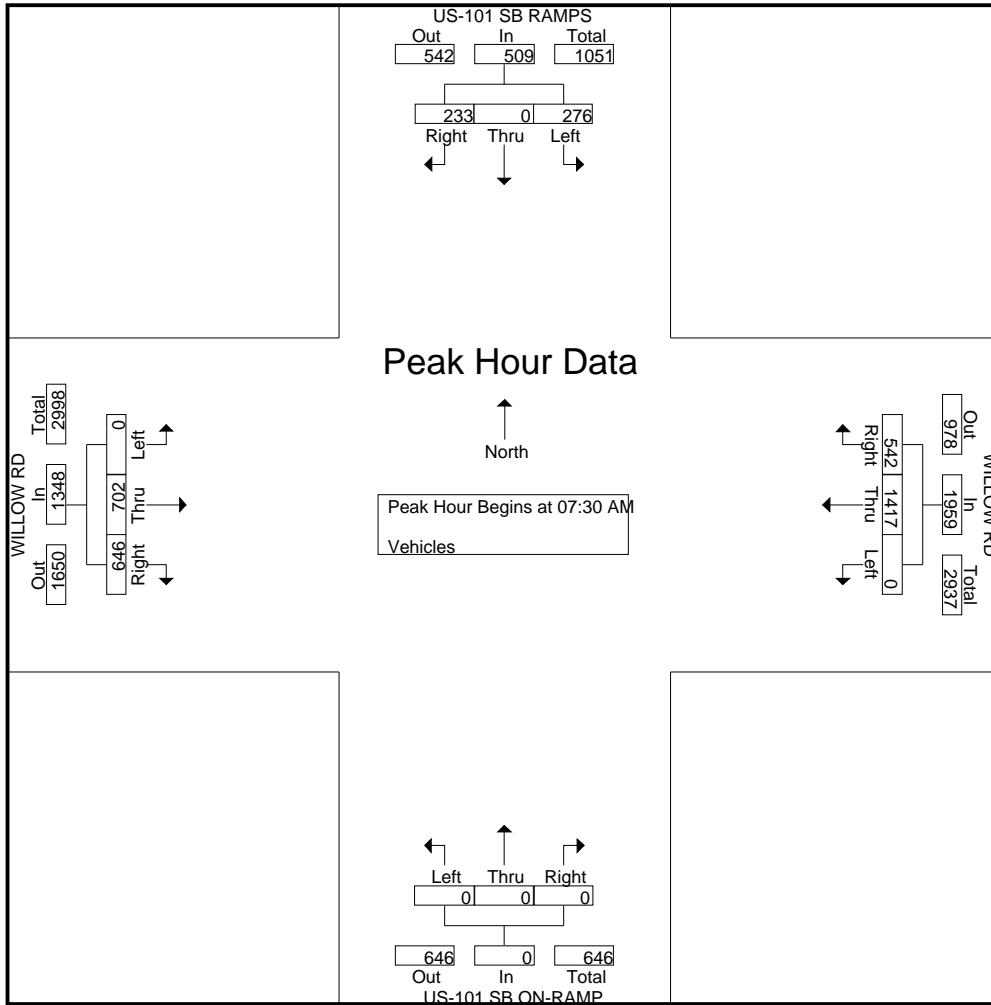 US-101 SB RAMPS
Out In Total
542 509 1051
233 0 276
Right Thru Left
Peak Hour Data
North
Peak Hour Begins at 07:30 AM
Vehicles
WILLOW RD
Total In Out
2998 1348 1650
0 702 646
Left Thru Right
WILLOW RD
Out In Total
978 1959 2937
542 1417 0
Right Thru Left
Left Thru Right
0 0 0
646 0 646
Out In Total
US-101 SB ON-RAMP